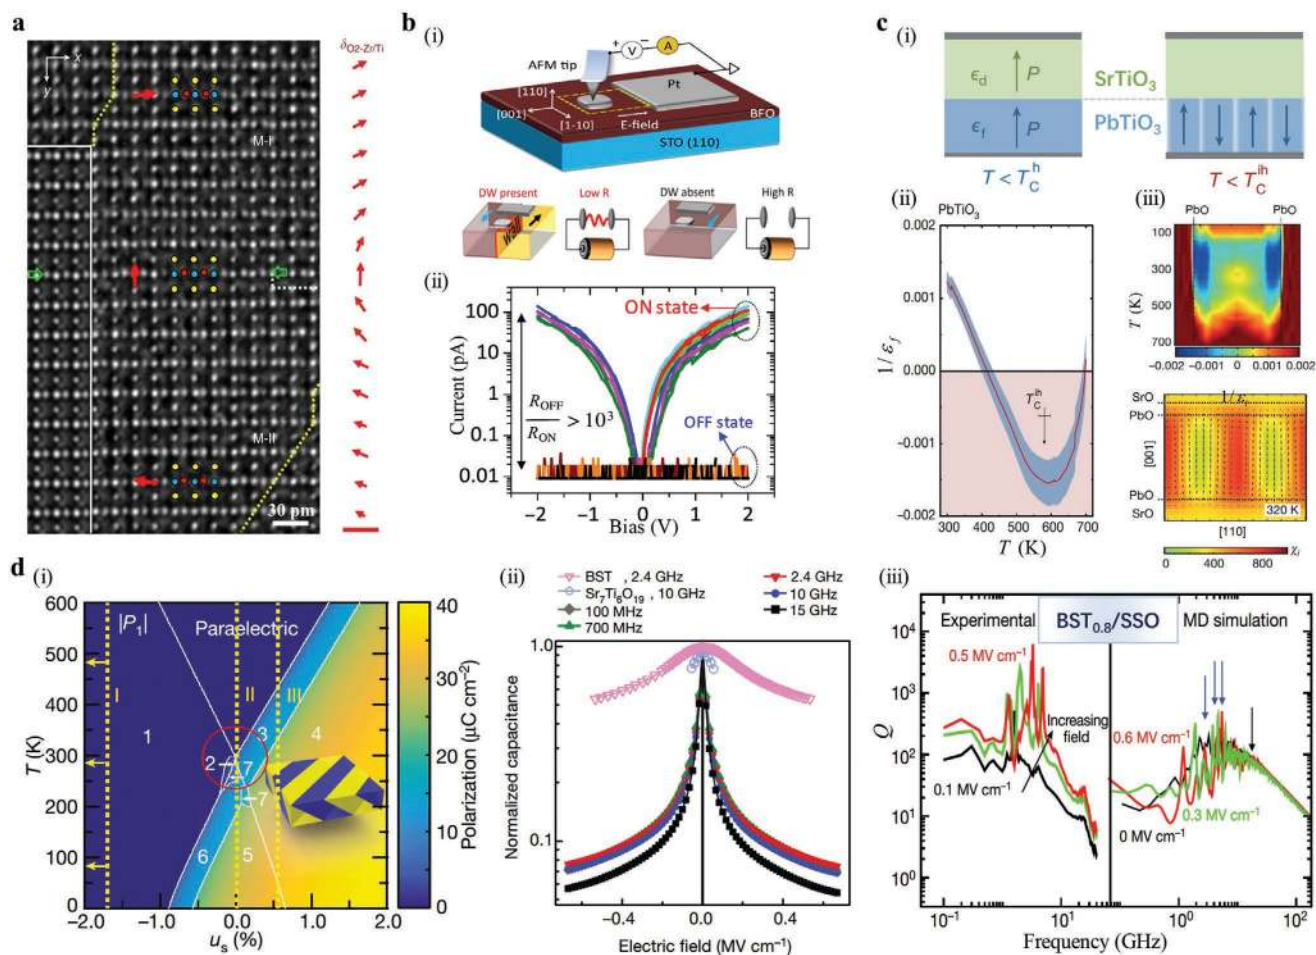 a
x
y
M-I
M-II
30 pm
δO2-Zr/Ti
b (i)
AFM tip
+ V − A
Pt
[110]
[001]
[1-10]
E-field
BFO
STO (110)
DW present Low R DW absent High R
wall
(ii)
Current (pA)
100
10
1
0.1
0.01
ON state
OFF state
R_OFF
R_ON
>10³
−2 −1 0 1 2
Bias (V)
c (i)
ϵd P
ϵf P
SrTiO₃
PbTiO₃
T < T_C^h
T < T_C^ih
(ii)
PbTiO₃
1/ε_f
0.002
0.001
0.000
−0.001
−0.002
T_C^ih
300 400 500 600 700
T (K)
(iii)
PbO PbO
T (K)
100
300
500
700
−0.002 −0.001 0 0.001 0.002
SrO
PbO
[001]
PbO
SrO
320 K
[110]
0 400 800
d (i)
T (K)
600
500
400
300
200
100
0
|P₁| Paraelectric
I II III
1
2
3
4
5
6
7
7
−2.0 −1.0 0.0 1.0 2.0
uₛ (%)
40
30
20
10
0
Polarization (μC cm⁻²)
(ii)
BST , 2.4 GHz
Sr₇Ti₆O₁₉, 10 GHz
100 MHz
700 MHz
2.4 GHz
10 GHz
15 GHz
Normalized capacitance
1.0
0.1
−0.4 0.0 0.4
Electric field (MV cm⁻¹)
(iii)
Experimental BST₀.₈/SSO MD simulation
Q
10⁴
10³
10²
10¹
10⁰
0.5 MV cm⁻¹
Increasing
field
0.1 MV cm⁻¹
0.6 MV cm⁻¹
0.3 MV cm⁻¹
0 MV cm⁻¹
10⁻¹ 10¹ 10⁰ 10²
Frequency (GHz)